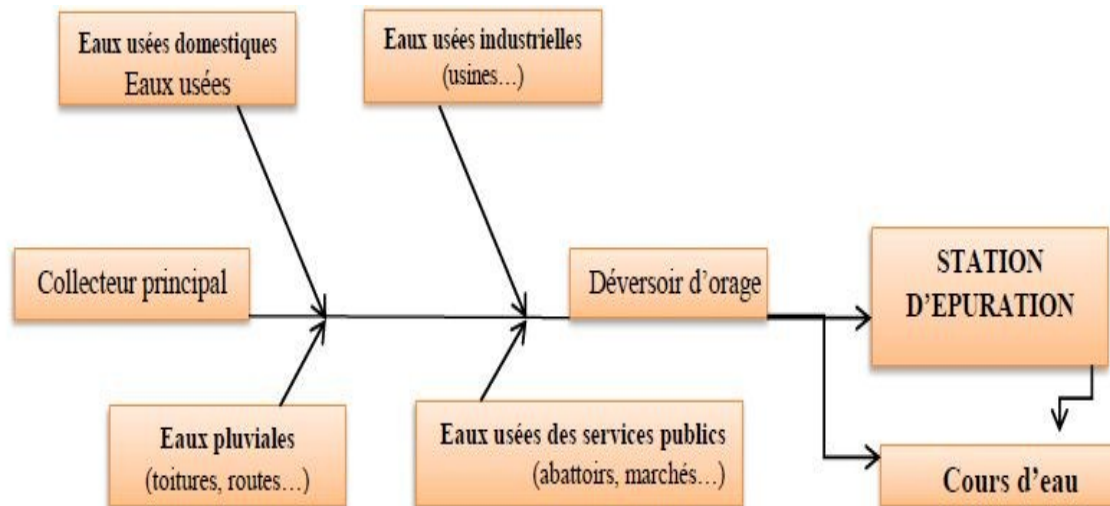 Eaux usées domestiques
Eaux usées
Eaux usées industrielles
(usines…)
Collecteur principal
Déversoir d’orage
STATION
D’EPURATION
Eaux pluviales
(toitures, routes…)
Eaux usées des services publics
(abattoirs, marchés…)
Cours d’eau